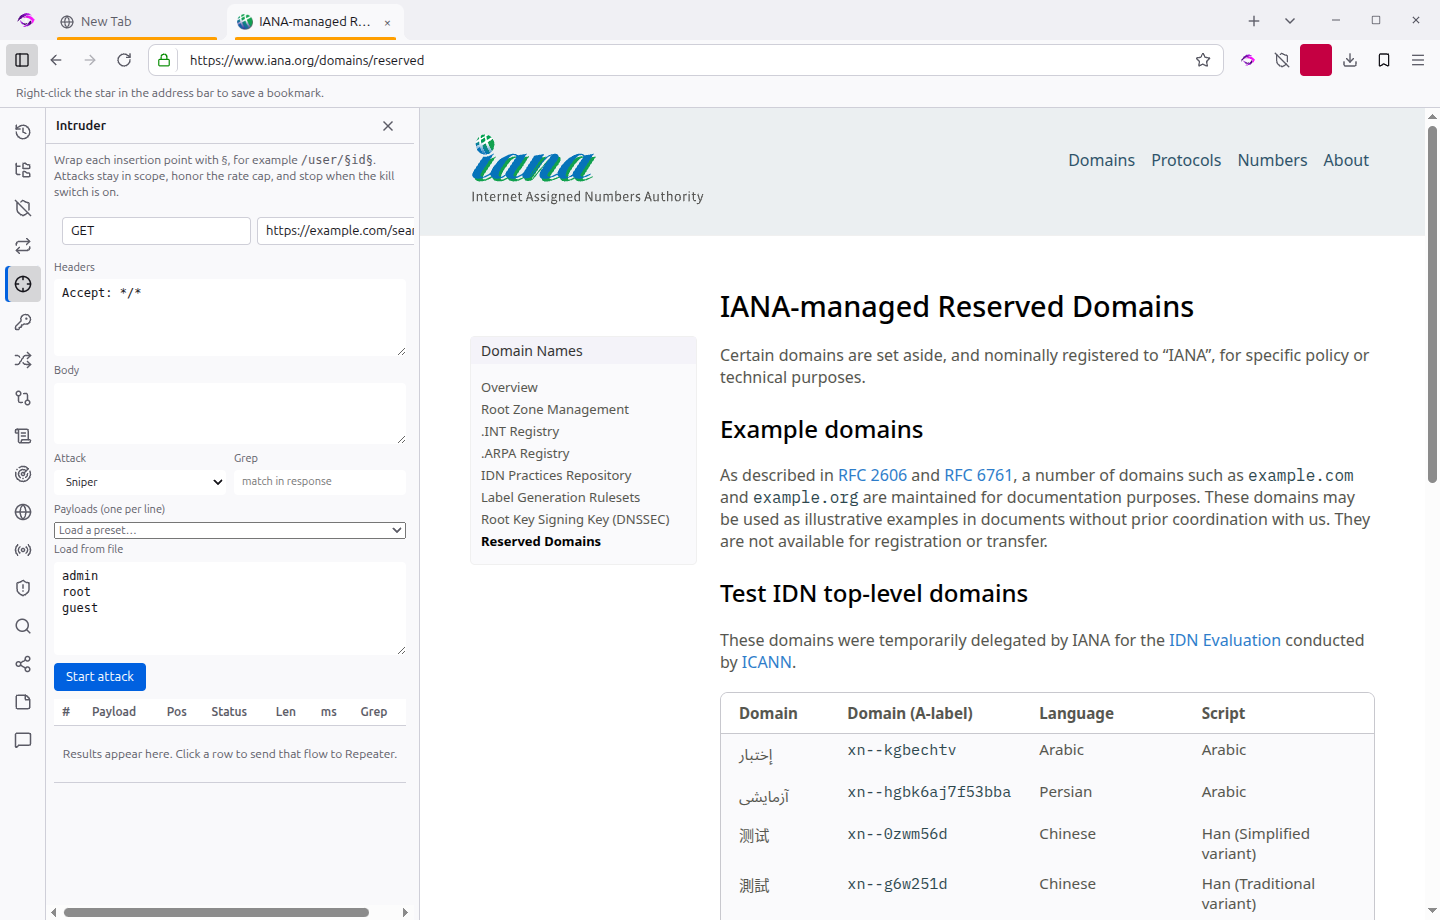 New Tab
IANA-managed R...
https://www.iana.org/domains/reserved
Right-click the star in the address bar to save a bookmark.
Intruder
Wrap each insertion point with §, for example /user/§id§.
Attacks stay in scope, honor the rate cap, and stop when the kill
switch is on.
GET
https://example.com/sear
Headers
Accept: */*
Body
Attack
Grep
Sniper
match in response
Payloads (one per line)
Load a preset...
Load from file
admin
root
guest
Start attack
# Payload Pos Status Len ms Grep
Results appear here. Click a row to send that flow to Repeater.
iana
Internet Assigned Numbers Authority
Domains Protocols Numbers About
Domain Names
Overview
Root Zone Management
.INT Registry
.ARPA Registry
IDN Practices Repository
Label Generation Rulesets
Root Key Signing Key (DNSSEC)
Reserved Domains
IANA-managed Reserved Domains
Certain domains are set aside, and nominally registered to “IANA”, for specific policy or
technical purposes.
Example domains
As described in RFC 2606 and RFC 6761, a number of domains such as example.com
and example.org are maintained for documentation purposes. These domains may
be used as illustrative examples in documents without prior coordination with us. They
are not available for registration or transfer.
Test IDN top-level domains
These domains were temporarily delegated by IANA for the IDN Evaluation conducted
by ICANN.
Domain Domain (A-label) Language Script
إختبار xn--kgbechtv Arabic Arabic
آزمایشی xn--hgbk6aj7f53bba Persian Arabic
测试 xn--0zwm56d Chinese Han (Simplified
variant)
測試 xn--g6w251d Chinese Han (Traditional
variant)